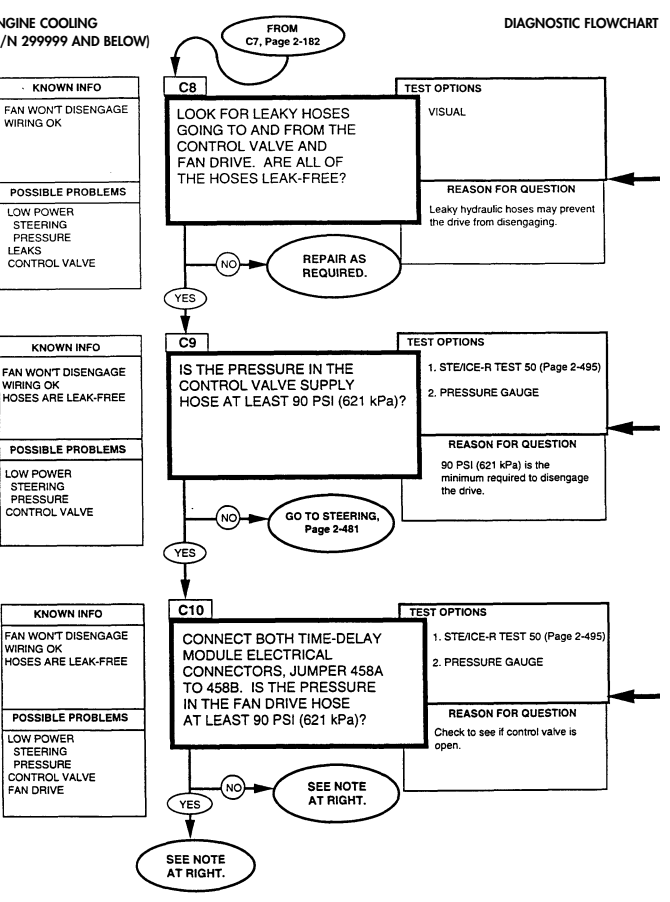 NGINE COOLING
/N 299999 AND BELOW)
DIAGNOSTIC FLOWCHART
FROM
C7, Page 2-182
KNOWN INFO
FAN WON'T DISENGAGE
WIRING OK
POSSIBLE PROBLEMS
LOW POWER
STEERING
PRESSURE
LEAKS
CONTROL VALVE
C8
LOOK FOR LEAKY HOSES
GOING TO AND FROM THE
CONTROL VALVE AND
FAN DRIVE. ARE ALL OF
THE HOSES LEAK-FREE?
TEST OPTIONS
VISUAL
REASON FOR QUESTION
Leaky hydraulic hoses may prevent
the drive from disengaging.
NO
REPAIR AS
REQUIRED.
YES
KNOWN INFO
FAN WON'T DISENGAGE
WIRING OK
HOSES ARE LEAK-FREE
POSSIBLE PROBLEMS
LOW POWER
STEERING
PRESSURE
CONTROL VALVE
C9
IS THE PRESSURE IN THE
CONTROL VALVE SUPPLY
HOSE AT LEAST 90 PSI (621 kPa)?
TEST OPTIONS
1. STE/ICE-R TEST 50 (Page 2-495)
2. PRESSURE GAUGE
REASON FOR QUESTION
90 PSI (621 kPa) is the
minimum required to disengage
the drive.
NO
GO TO STEERING,
Page 2-481
YES
KNOWN INFO
FAN WON'T DISENGAGE
WIRING OK
HOSES ARE LEAK-FREE
POSSIBLE PROBLEMS
LOW POWER
STEERING
PRESSURE
CONTROL VALVE
FAN DRIVE
C10
CONNECT BOTH TIME-DELAY
MODULE ELECTRICAL
CONNECTORS, JUMPER 458A
TO 458B. IS THE PRESSURE
IN THE FAN DRIVE HOSE
AT LEAST 90 PSI (621 kPa)?
TEST OPTIONS
1. STE/ICE-R TEST 50 (Page 2-495)
2. PRESSURE GAUGE
REASON FOR QUESTION
Check to see if control valve is
open.
NO
SEE NOTE
AT RIGHT.
YES
SEE NOTE
AT RIGHT.